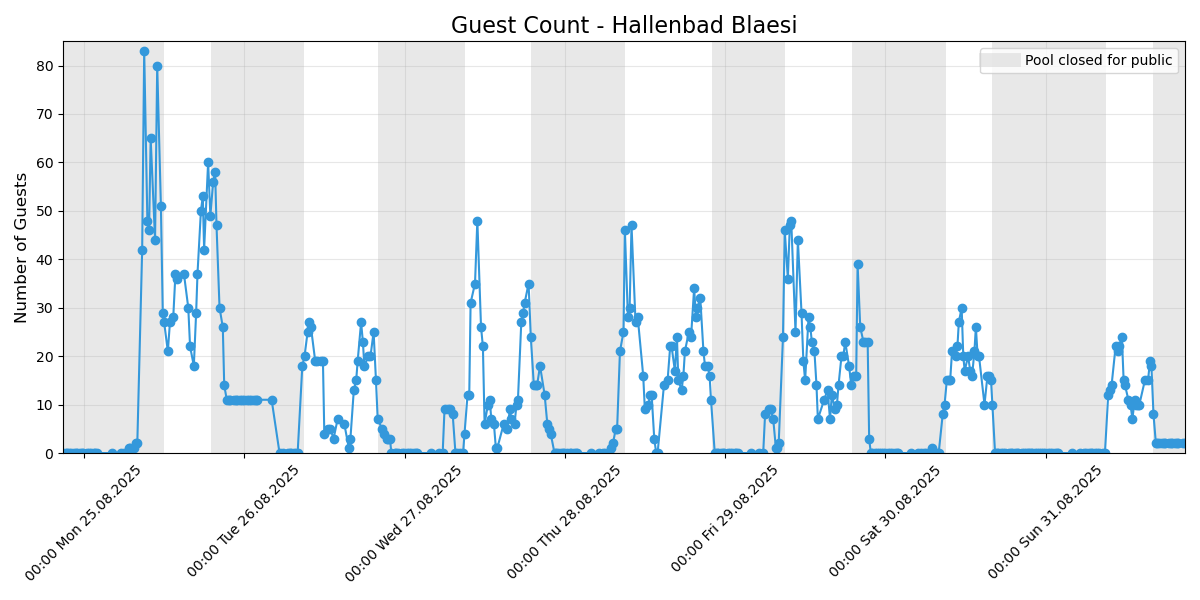 Guest Count - Hallenbad Blaesi
Pool closed for public
Number of Guests
80
70
60
50
40
30
20
10
0
00:00 Mon 25.08.2025
00:00 Tue 26.08.2025
00:00 Wed 27.08.2025
00:00 Thu 28.08.2025
00:00 Fri 29.08.2025
00:00 Sat 30.08.2025
00:00 Sun 31.08.2025